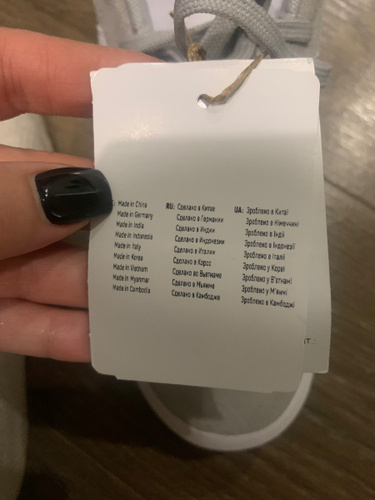 Made in China
Made in Germany
Made in India
Made in Indonesia
Made in Italy
Made in Korea
Made in Vietnam
Made in Myanmar
Made in Cambodia
RU: Сделано в Китае
Сделано в Германии
Сделано в Индии
Сделано в Индонезии
Сделано в Италии
Сделано в Корее
Сделано во Вьетнаме
Сделано в Мьянме
Сделано в Камбодже
UA: Зроблено в Китаї
Зроблено в Німеччині
Зроблено в Індії
Зроблено в Індонезії
Зроблено в Італії
Зроблено у Кореї
Зроблено у В'єтнамі
Зроблено у М'янмі
Зроблено в Камбоджі